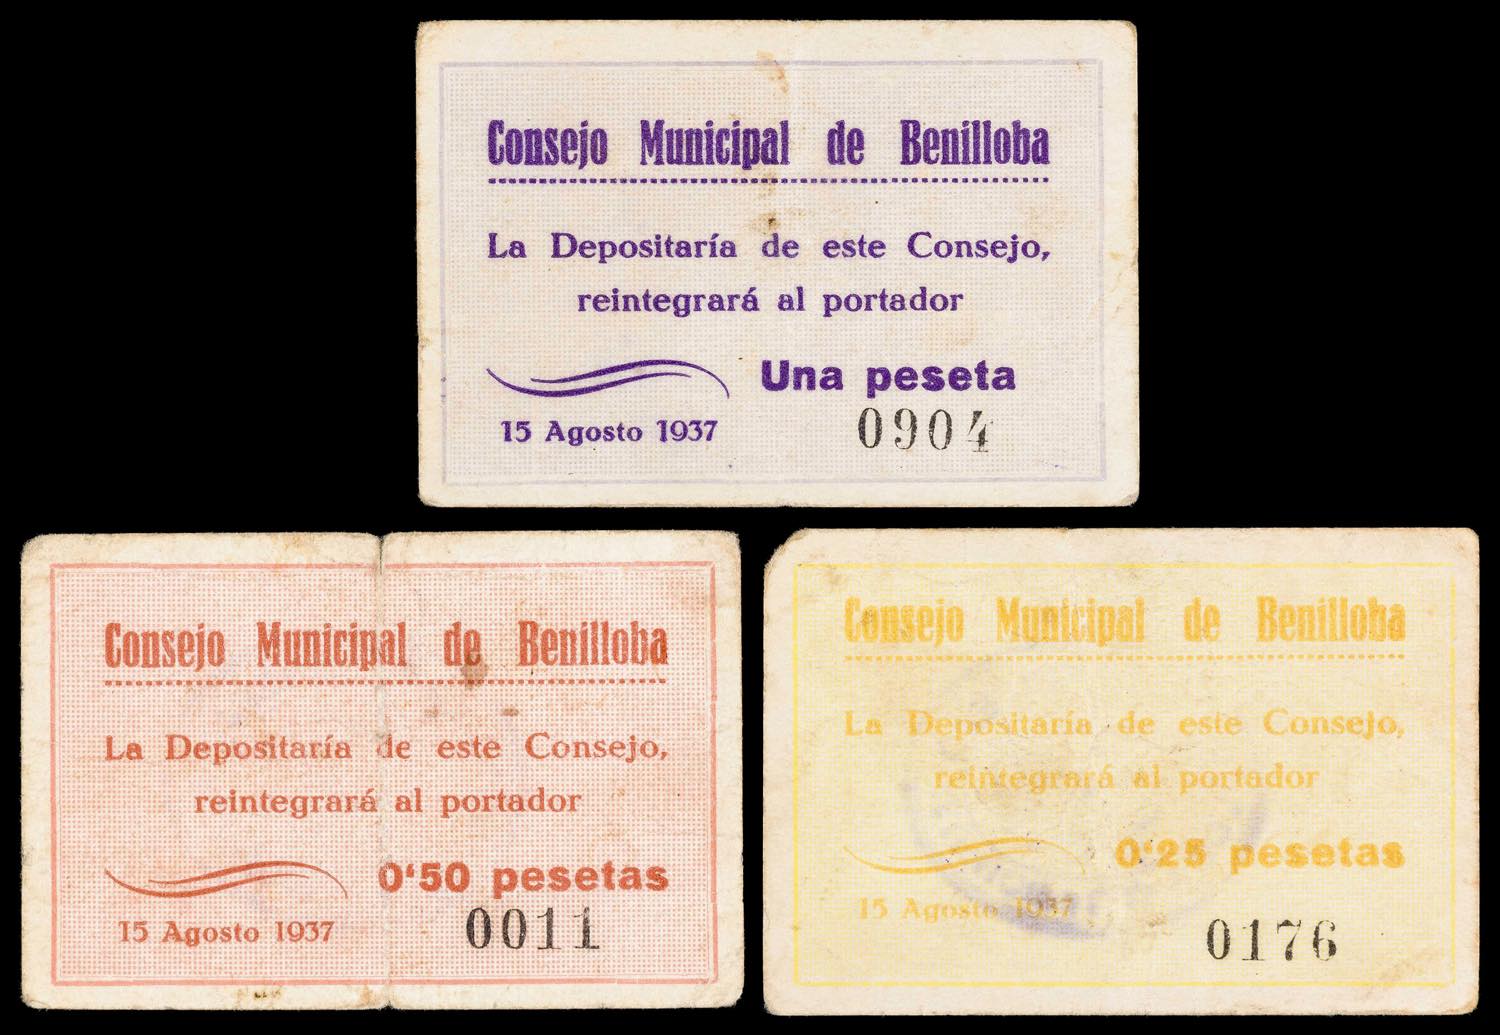 Consejo Municipal de Benilloba
La Depositaría de este Consejo,
reintegrará al portador
Una peseta
15 Agosto 1937
0904
Consejo Municipal de Benilloba
La Depositaría de este Consejo,
reintegrará al portador
0'50 pesetas
15 Agosto 1937
0011
Consejo Municipal de Benilloba
La Depositaría de este Consejo,
reintegrará al portador
0'25 pesetas
15 Agosto 1937
0176